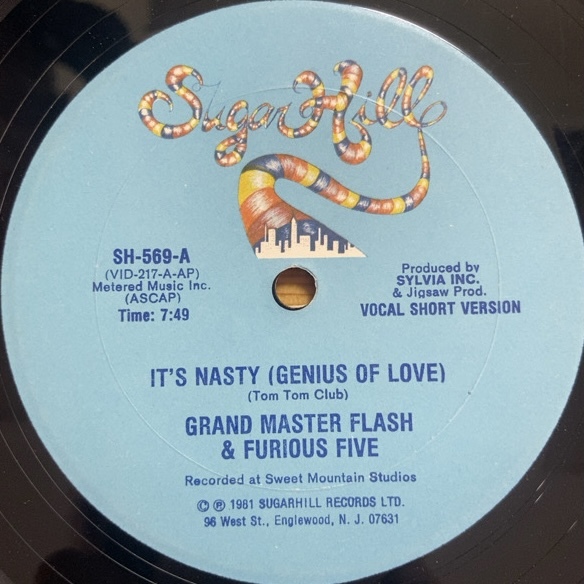 Sugar Hill
SH-569-A
(VID-217-A-AP)
Metered Music Inc.
(ASCAP)
Time: 7:49
Produced by
SYLVIA INC.
& Jigsaw Prod.
VOCAL SHORT VERSION
IT'S NASTY (GENIUS OF LOVE)
(Tom Tom Club)
GRAND MASTER FLASH
& FURIOUS FIVE
Recorded at Sweet Mountain Studios
© ℗ 1981 SUGARHILL RECORDS LTD.
96 West St., Englewood, N. J. 07631